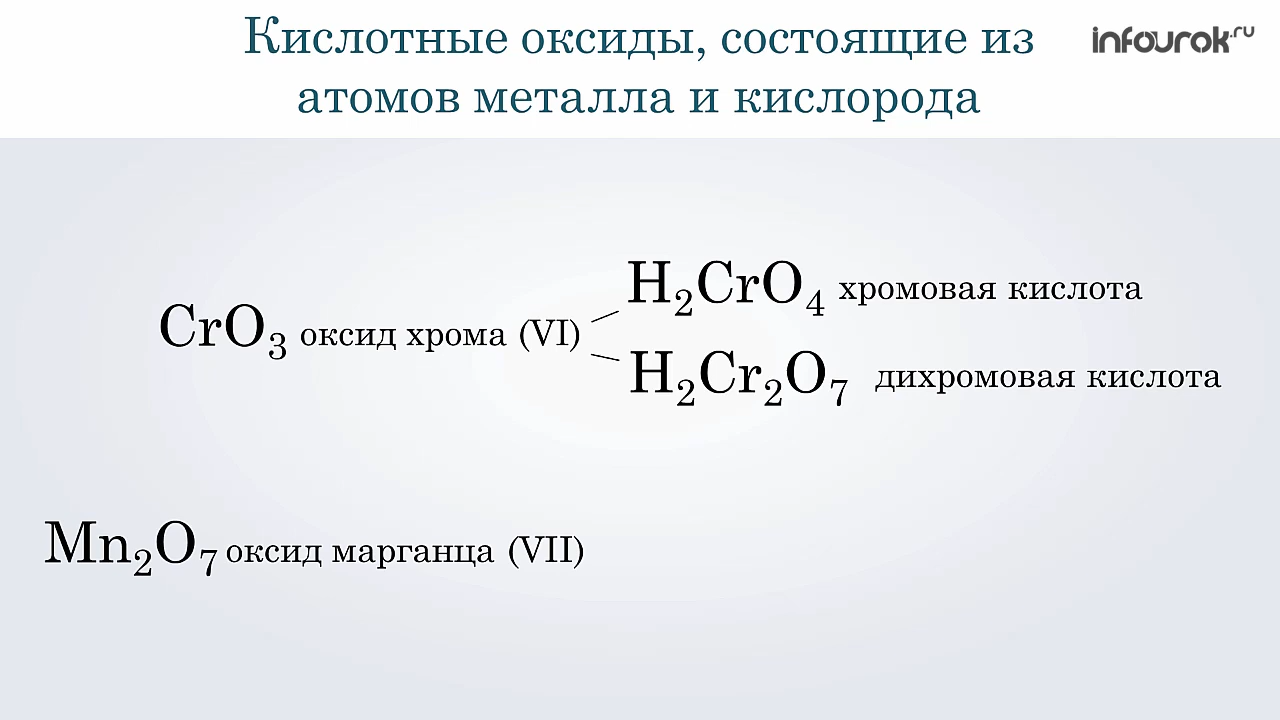 Кислотные оксиды, состоящие из
атомов металла и кислорода
infourok.ru
CrO₃ оксид хрома (VI)
H₂CrO₄ хромовая кислота
H₂Cr₂O₇ дихромовая кислота
Mn₂O₇ оксид марганца (VII)